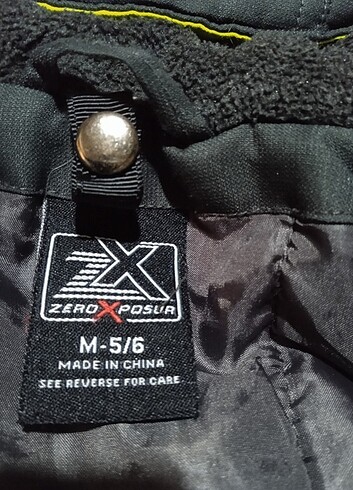 ZX
ZEROXPOSUR
M-5/6
MADE IN CHINA
SEE REVERSE FOR CARE